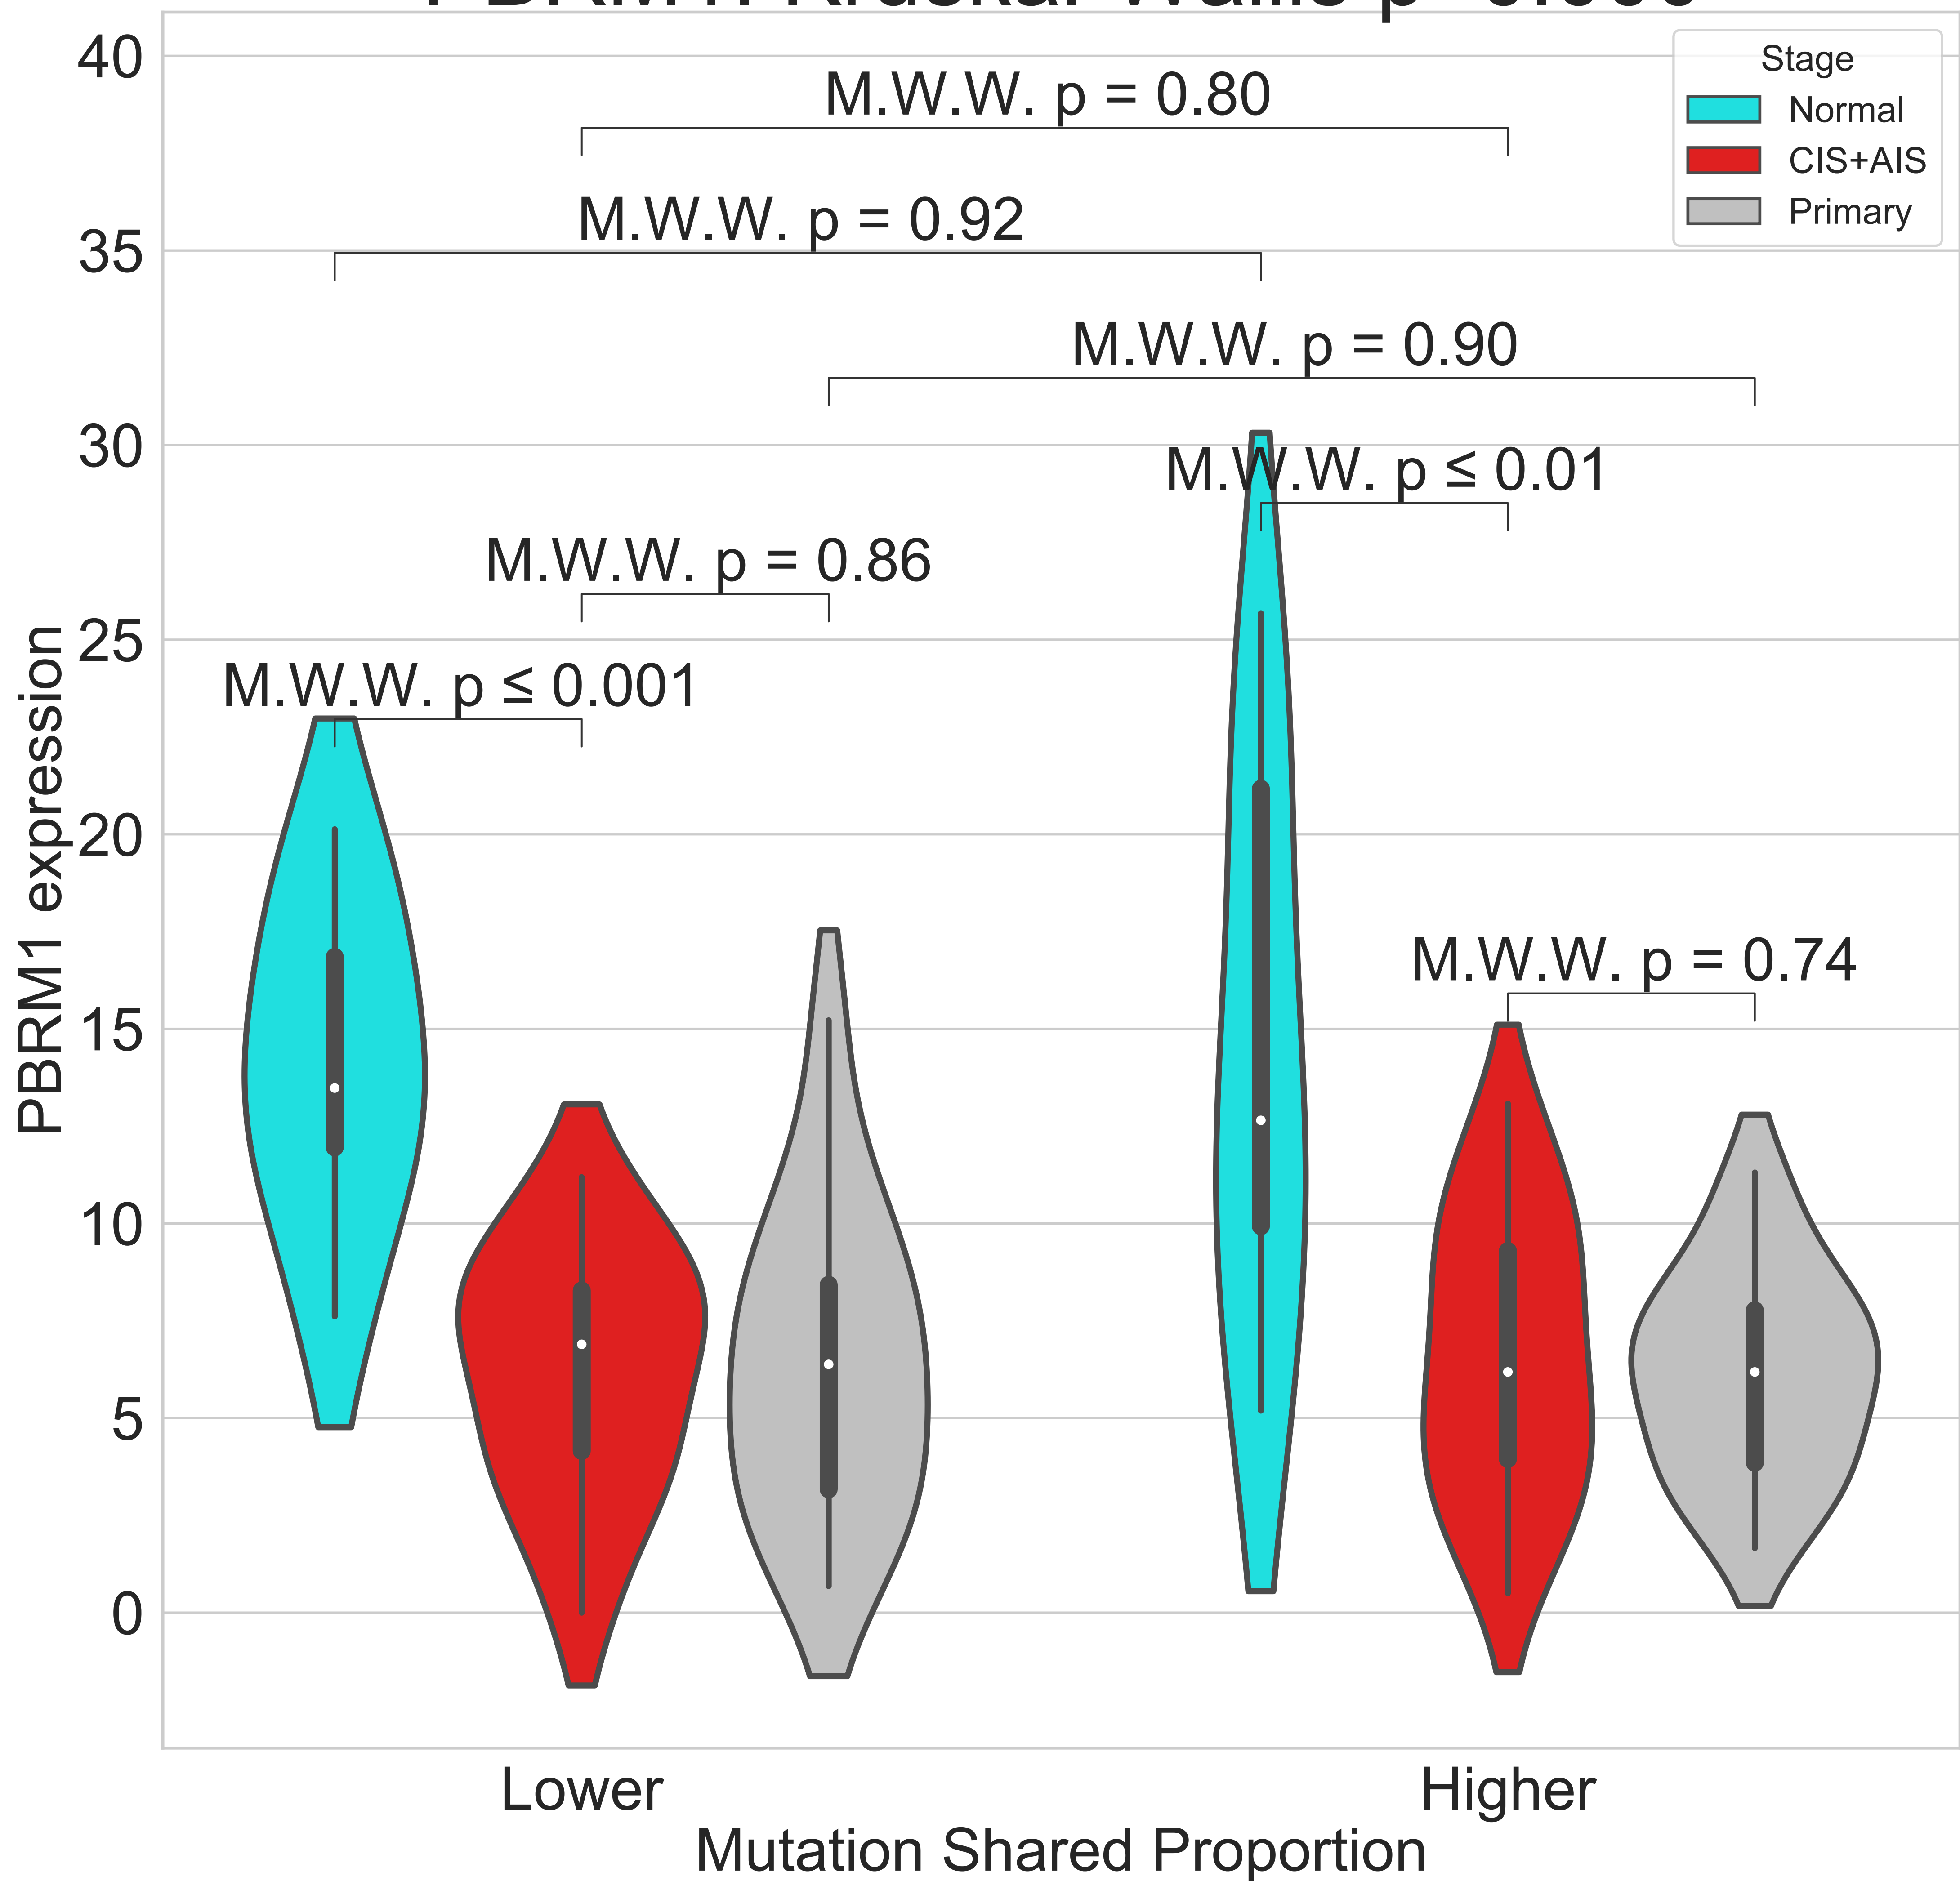 40
35
30
25
20
15
10
5
0
PBRM1 expression
Stage
Normal
CIS+AIS
Primary
M.W.W. p = 0.80
M.W.W. p = 0.92
M.W.W. p = 0.90
M.W.W. p ≤ 0.01
M.W.W. p = 0.86
M.W.W. p ≤ 0.001
M.W.W. p = 0.74
Lower
Higher
Mutation Shared Proportion